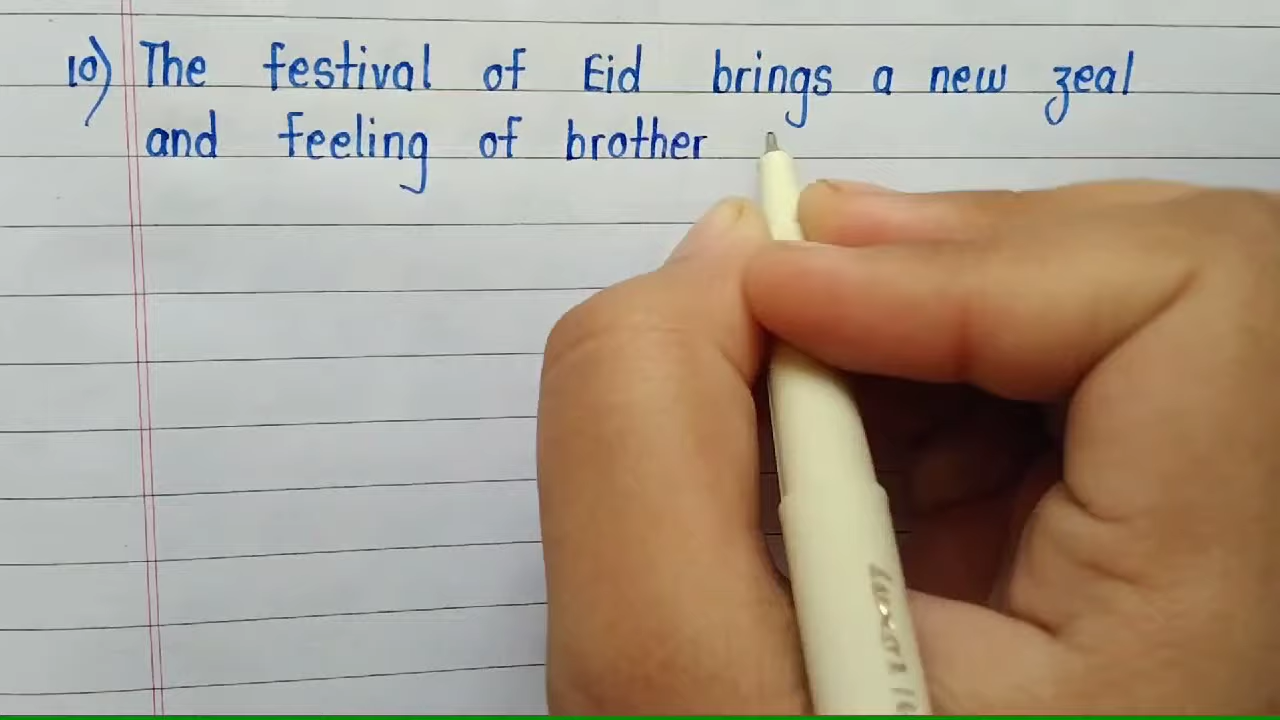 10) The festival of Eid brings a new zeal
and feeling of brother